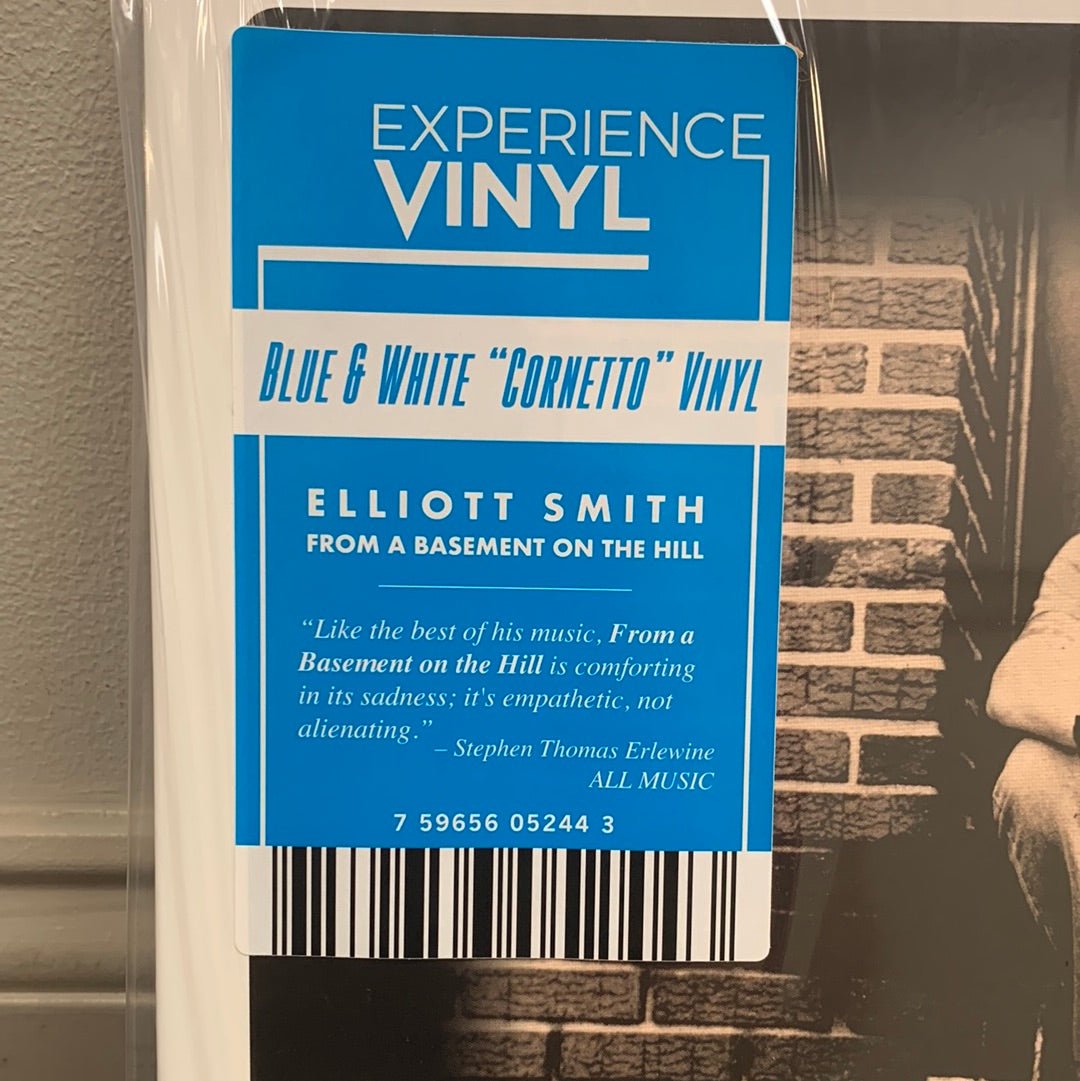 EXPERIENCE
VINYL
BLUE & WHITE “CORNETTO” VINYL
ELLIOTT SMITH
FROM A BASEMENT ON THE HILL
“Like the best of his music, From a
Basement on the Hill is comforting
in its sadness; it's empathetic, not
alienating.”
– Stephen Thomas Erlewine
ALL MUSIC
7 59656 05244 3